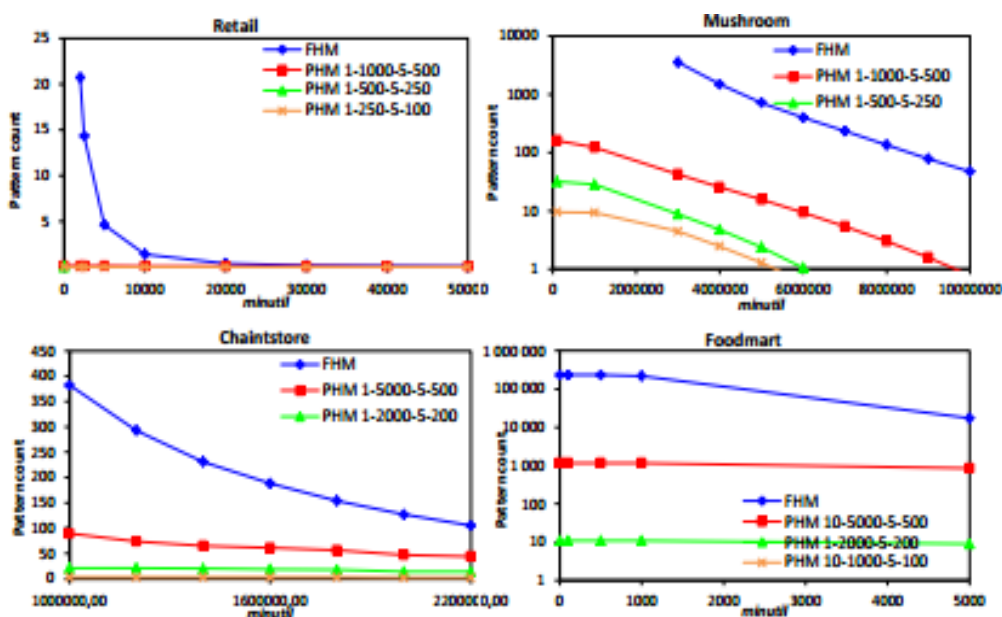 Retail
25
20
15
10
5
Pattern count
FHM
PHM 1-1000-5-500
PHM 1-500-5-250
PHM 1-250-5-100
0 10000 20000 30000 40000 50000
minutil
Mushroom
10000
1000
100
10
1
Pattern count
FHM
PHM 1-1000-5-500
PHM 1-500-5-250
0 2000000 4000000 6000000 8000000 10000000
minutil
Chaintstore
450
400
350
300
250
200
150
100
50
0
Pattern count
FHM
PHM 1-5000-5-500
PHM 1-2000-5-200
1000000,00 1600000,00 2200000,00
minutil
Foodmart
1 000 000
100 000
10 000
1 000
100
10
1
Pattern count
FHM
PHM 10-5000-5-500
PHM 1-2000-5-200
PHM 10-1000-5-100
0 1000 2000 3000 4000 5000
minutil